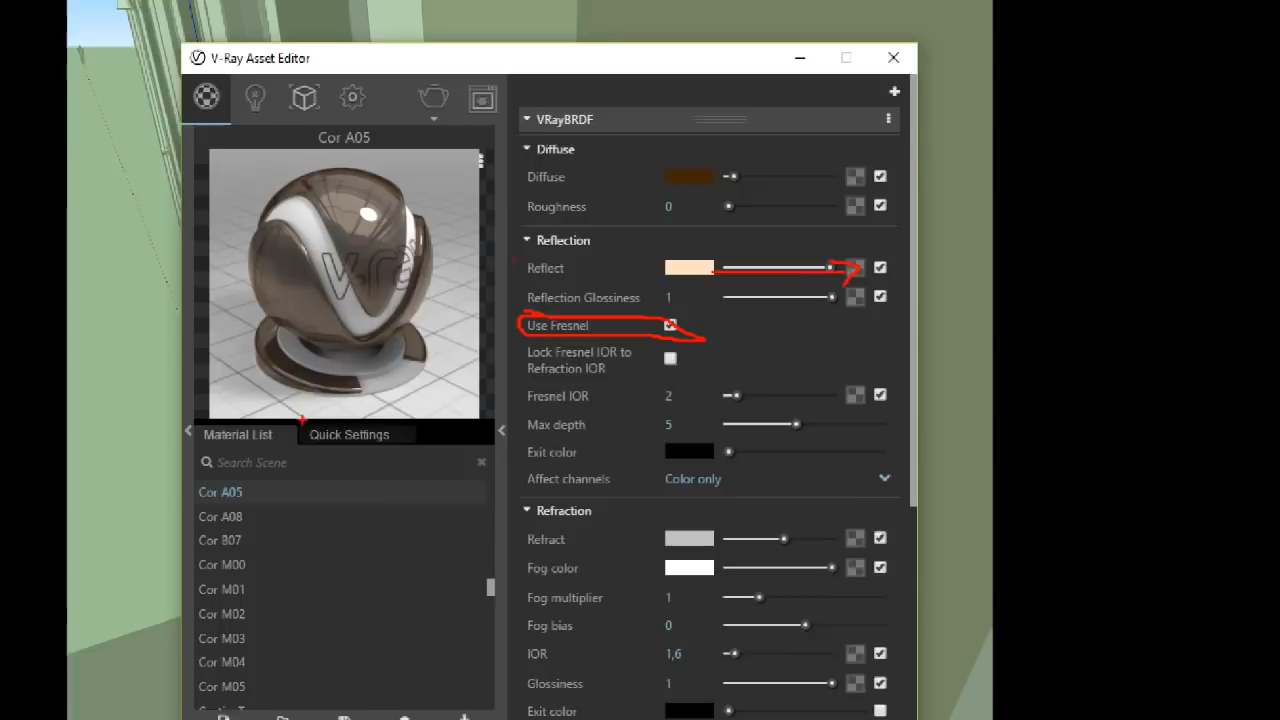 V-Ray Asset Editor
Cor A05
v-ray
Material List
Quick Settings
Search Scene
Cor A05
Cor A08
Cor B07
Cor M00
Cor M01
Cor M02
Cor M03
Cor M04
Cor M05
VRayBRDF
Diffuse
Diffuse
Roughness 0
Reflection
Reflect
Reflection Glossiness 1
Use Fresnel
Lock Fresnel IOR to
Refraction IOR
Fresnel IOR 2
Max depth 5
Exit color
Affect channels Color only
Refraction
Refract
Fog color
Fog multiplier 1
Fog bias 0
IOR 1,6
Glossiness 1
Exit color